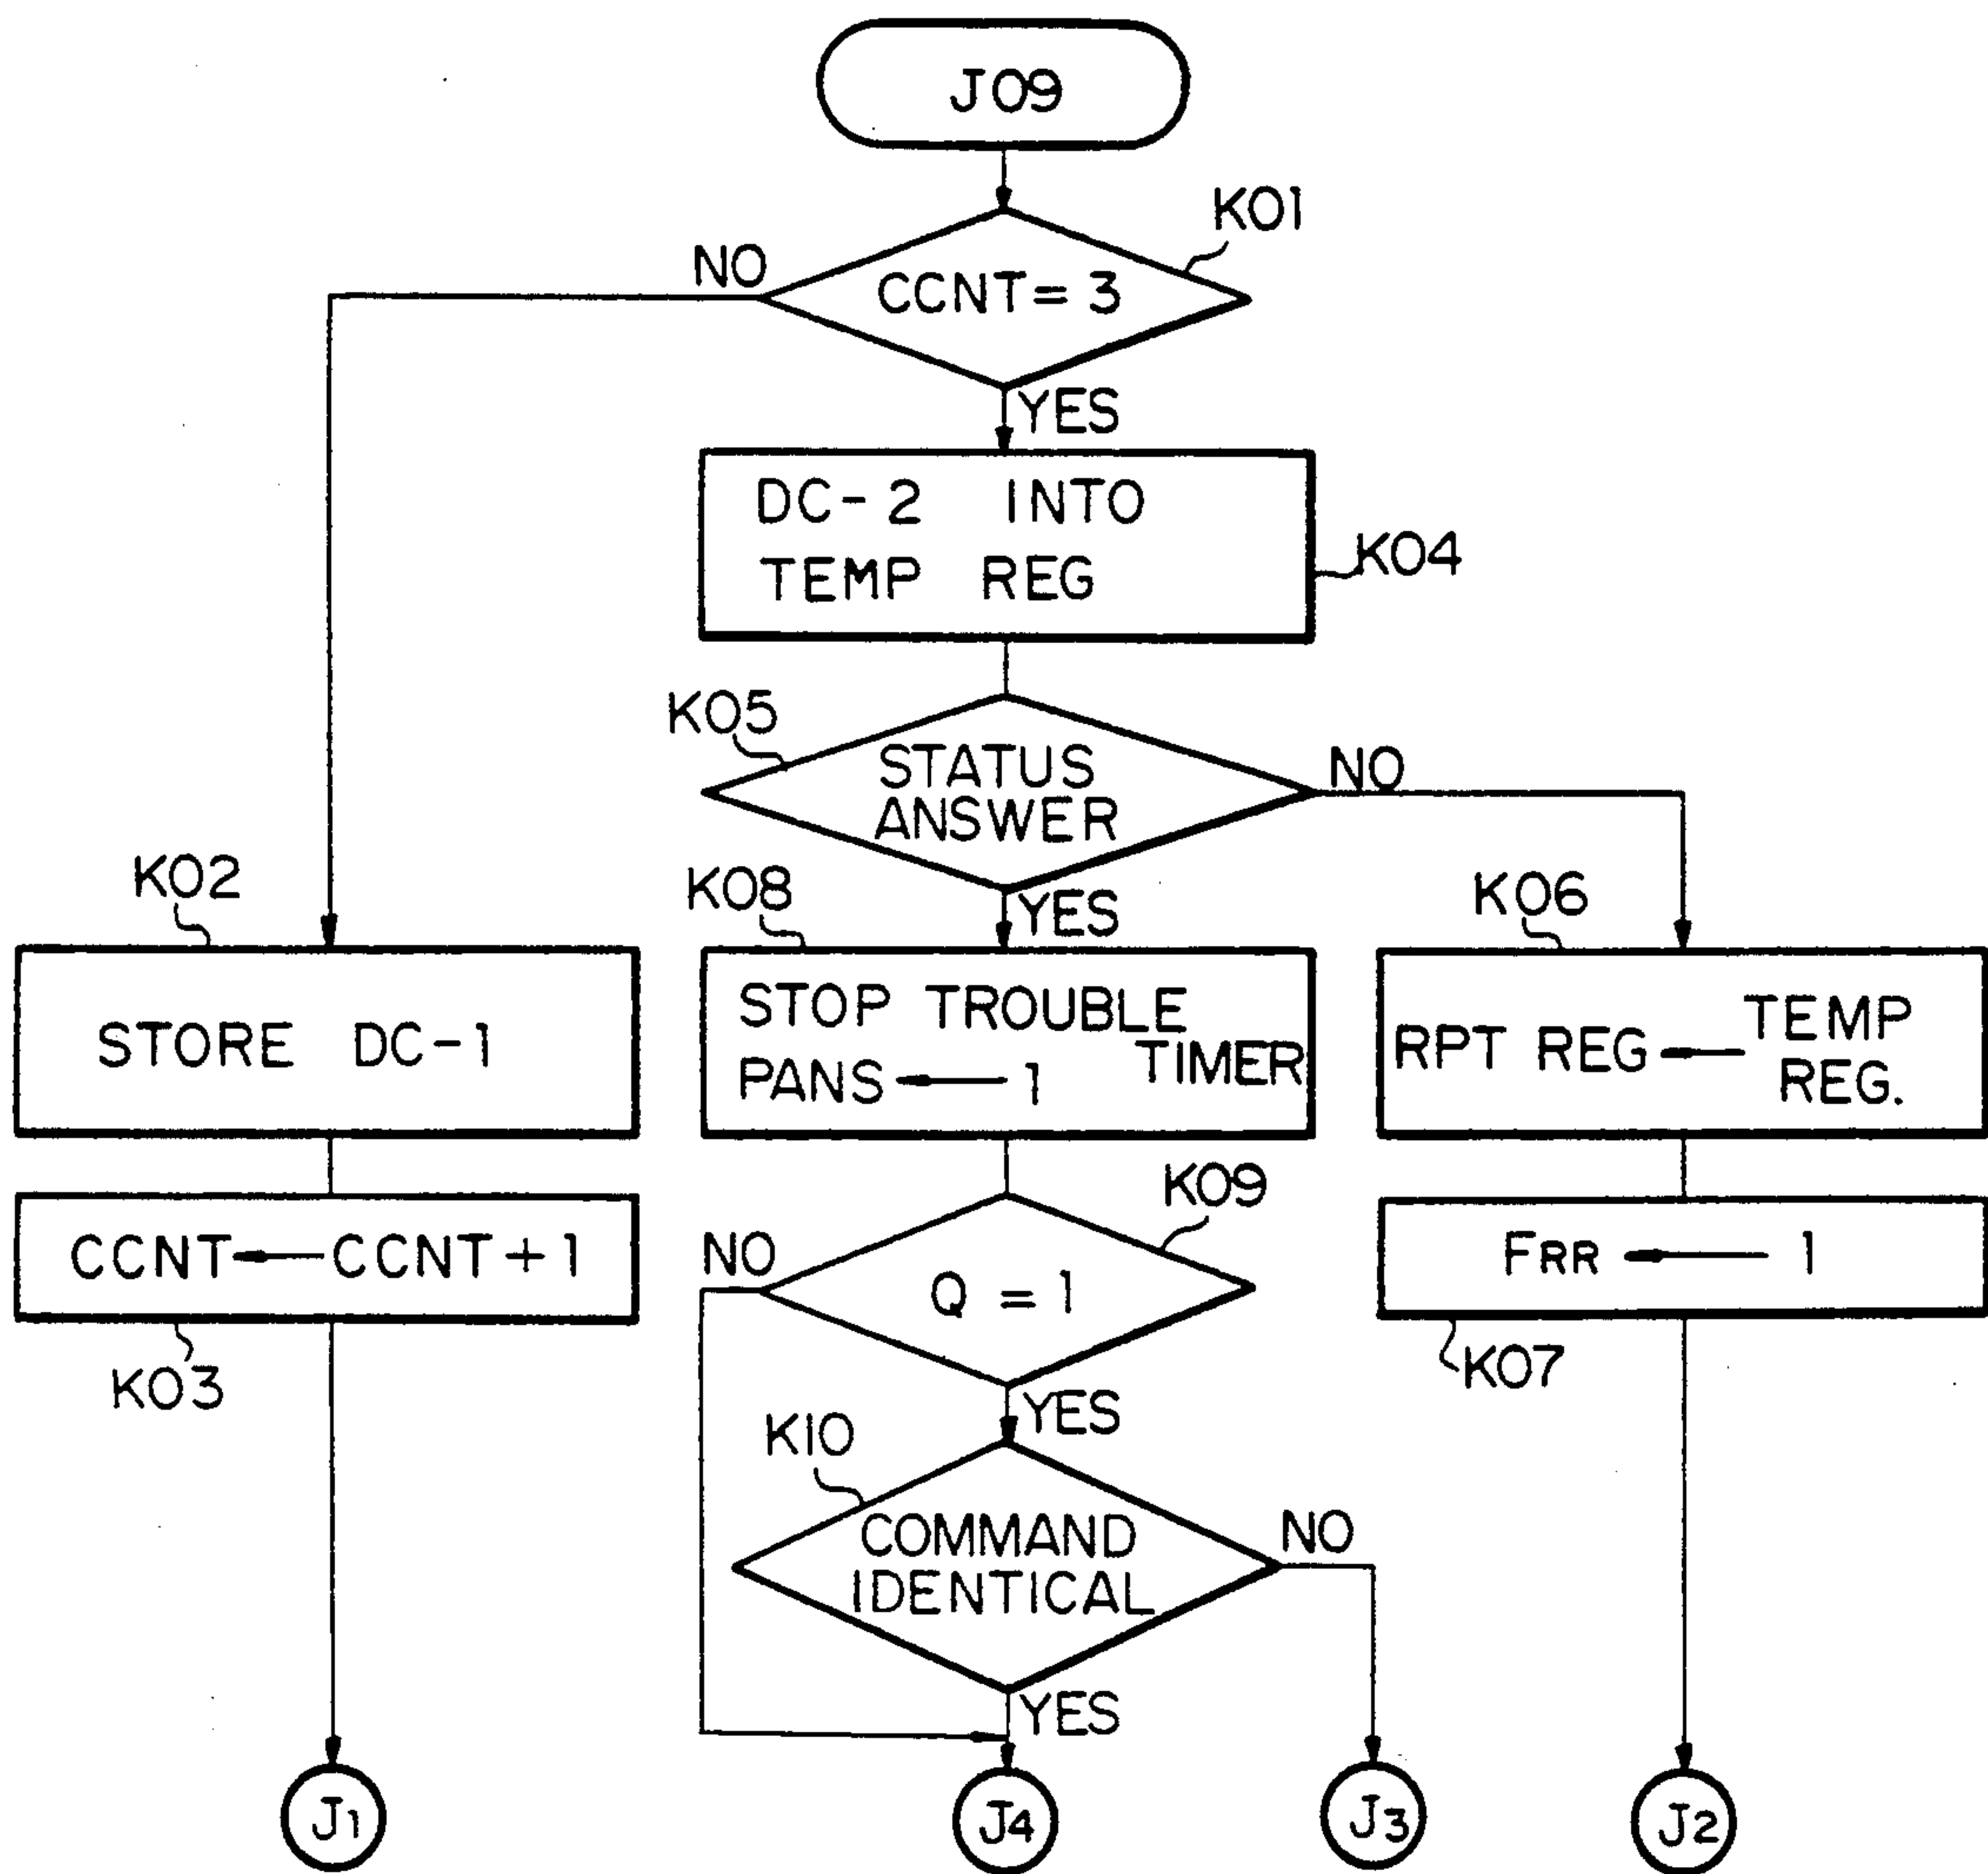 J09
K01
NO
CCNT = 3
YES
DC-2 INTO
TEMP REG
K04
K05
STATUS
ANSWER
NO
K02
K08
YES
K06
STORE DC-1
STOP TROUBLE
TIMER
PANS ← 1
RPT REG ← TEMP
REG.
K09
CCNT ← CCNT + 1
NO
Q = 1
FRR ← 1
K03
K07
YES
K10
COMMAND
IDENTICAL
NO
YES
J1
J4
J3
J2